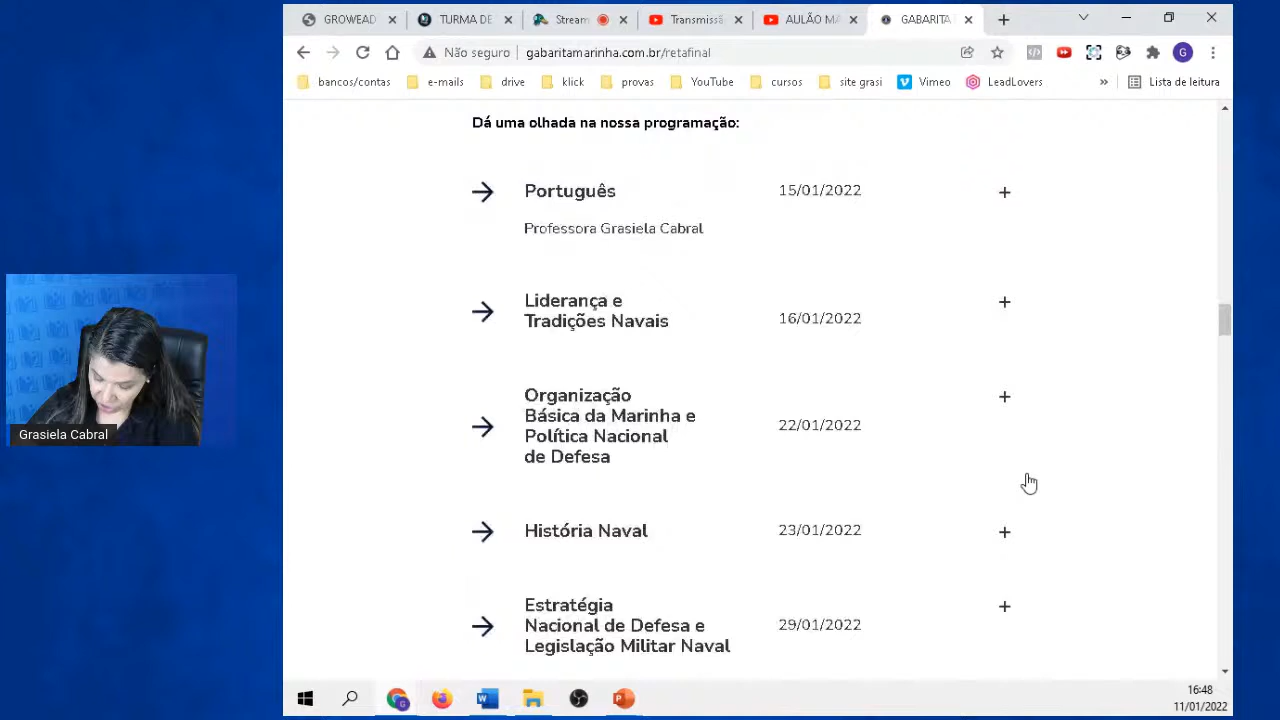 GROWEAD
TURMA DE
Stream
Transmissã
AULÃO MA
GABARITA
Não seguro
gabaritamarinha.com.br/retafinal
bancos/contas
e-mails
drive
klick
provas
YouTube
cursos
site grasi
Vimeo
LeadLovers
»
Lista de leitura
Dá uma olhada na nossa programação:
Português 15/01/2022 +
Professora Grasiela Cabral
Liderança e
Tradições Navais 16/01/2022 +
Organização
Básica da Marinha e
Política Nacional
de Defesa 22/01/2022 +
História Naval 23/01/2022 +
Estratégia
Nacional de Defesa e
Legislação Militar Naval 29/01/2022 +
Grasiela Cabral
16:48
11/01/2022